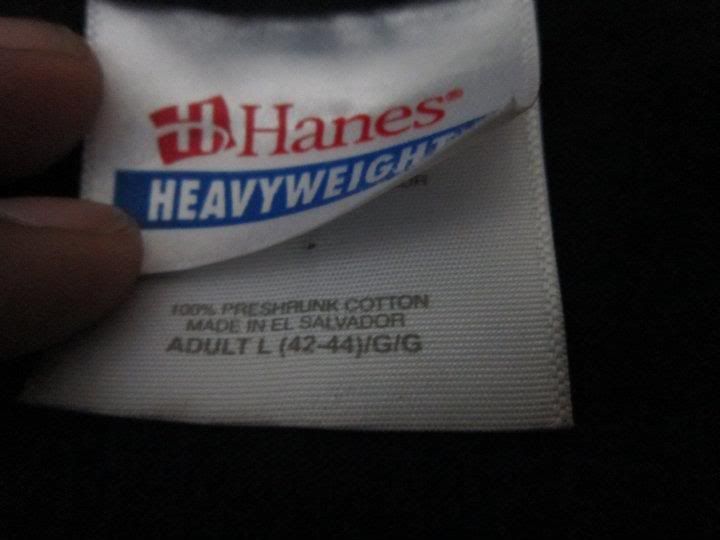 Hanes®
HEAVYWEIGHT
100% PRESHRUNK COTTON
MADE IN EL SALVADOR
ADULT L (42-44)/G/G